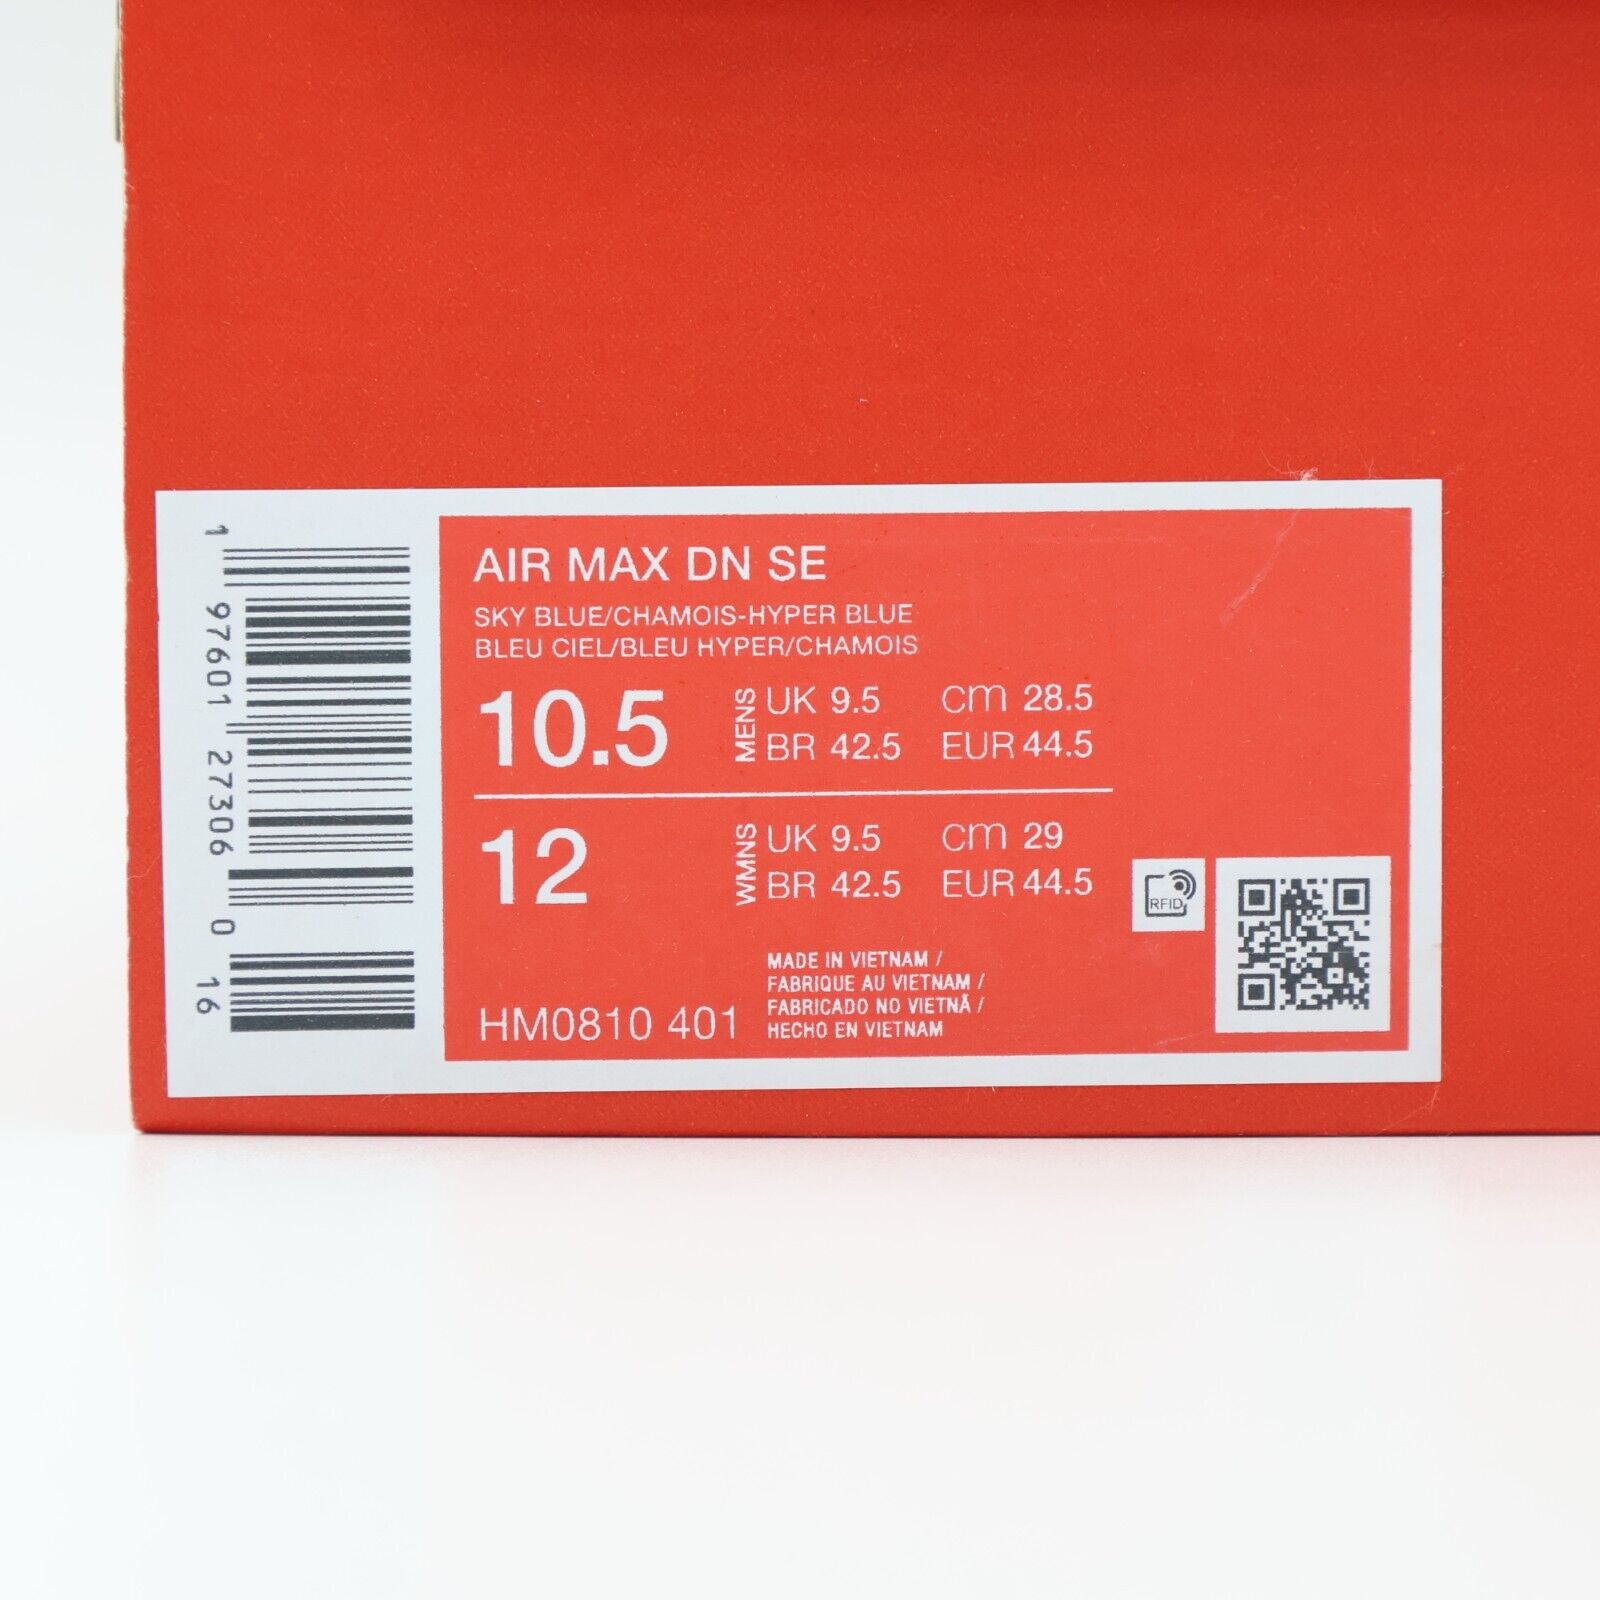 AIR MAX DN SE
SKY BLUE/CHAMOIS-HYPER BLUE
BLEU CIEL/BLEU HYPER/CHAMOIS
10.5 MENS UK 9.5 cm 28.5
BR 42.5 EUR 44.5
12 WMNS UK 9.5 cm 29
BR 42.5 EUR 44.5
RFID
MADE IN VIETNAM /
FABRIQUE AU VIETNAM /
FABRICADO NO VIETNÃ /
HECHO EN VIETNAM
HM0810 401
1 97601 27306 0 16